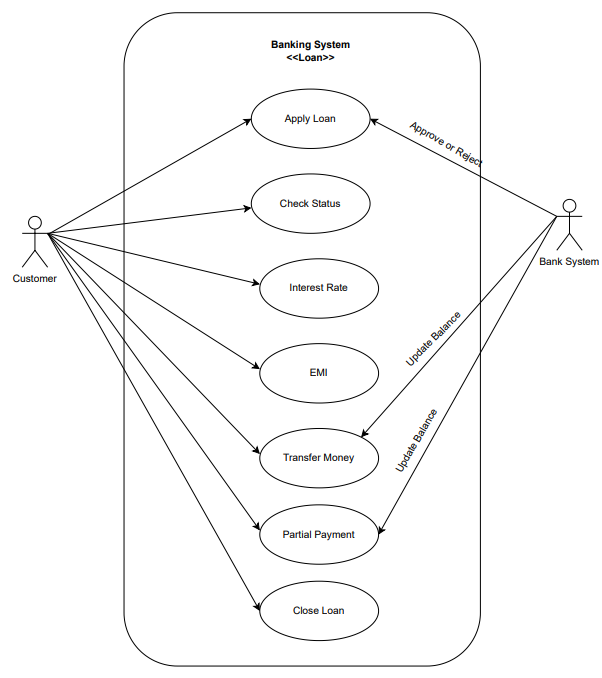 Banking System
<<Loan>>
Apply Loan
Approve or Reject
Check Status
Customer
Bank System
Interest Rate
Update Balance
EMI
Update Balance
Transfer Money
Partial Payment
Close Loan